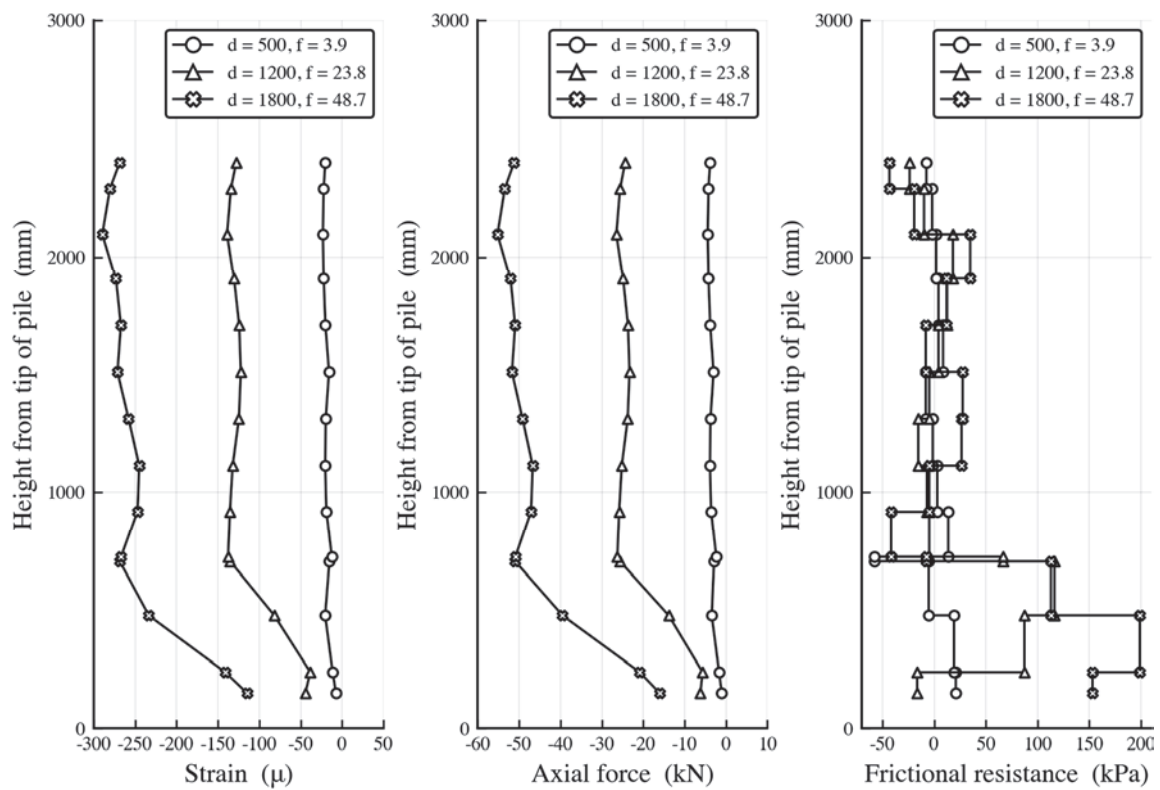 3000
2000
1000
0
Height from tip of pile (mm)
d = 500, f = 3.9
d = 1200, f = 23.8
d = 1800, f = 48.7
-300 -250 -200 -150 -100 -50 0 50
Strain (μ)
3000
2000
1000
0
Height from tip of pile (mm)
d = 500, f = 3.9
d = 1200, f = 23.8
d = 1800, f = 48.7
-60 -50 -40 -30 -20 -10 0 10
Axial force (kN)
3000
2000
1000
0
Height from tip of pile (mm)
d = 500, f = 3.9
d = 1200, f = 23.8
d = 1800, f = 48.7
-50 0 50 100 150 200
Frictional resistance (kPa)